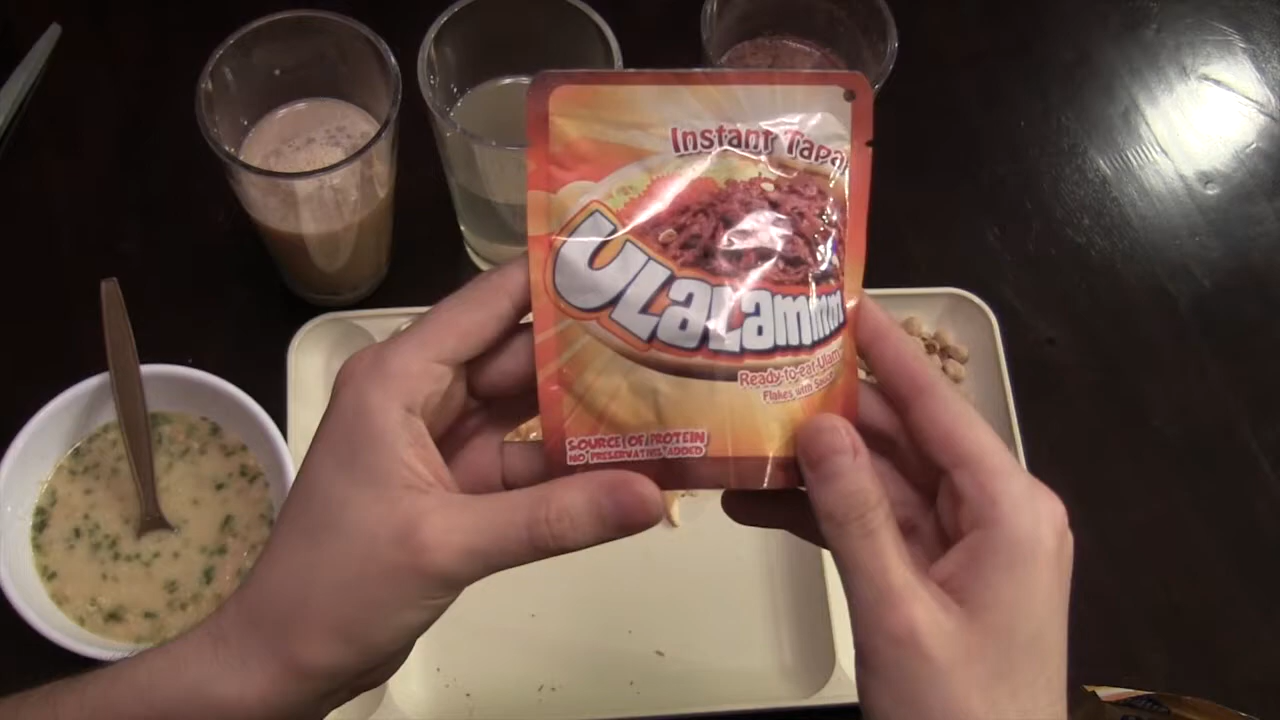 Instant Tapa
ULaLammm
Ready-to-eat Ulam
Flakes with Sauce
SOURCE OF PROTEIN
NO PRESERVATIVES ADDED